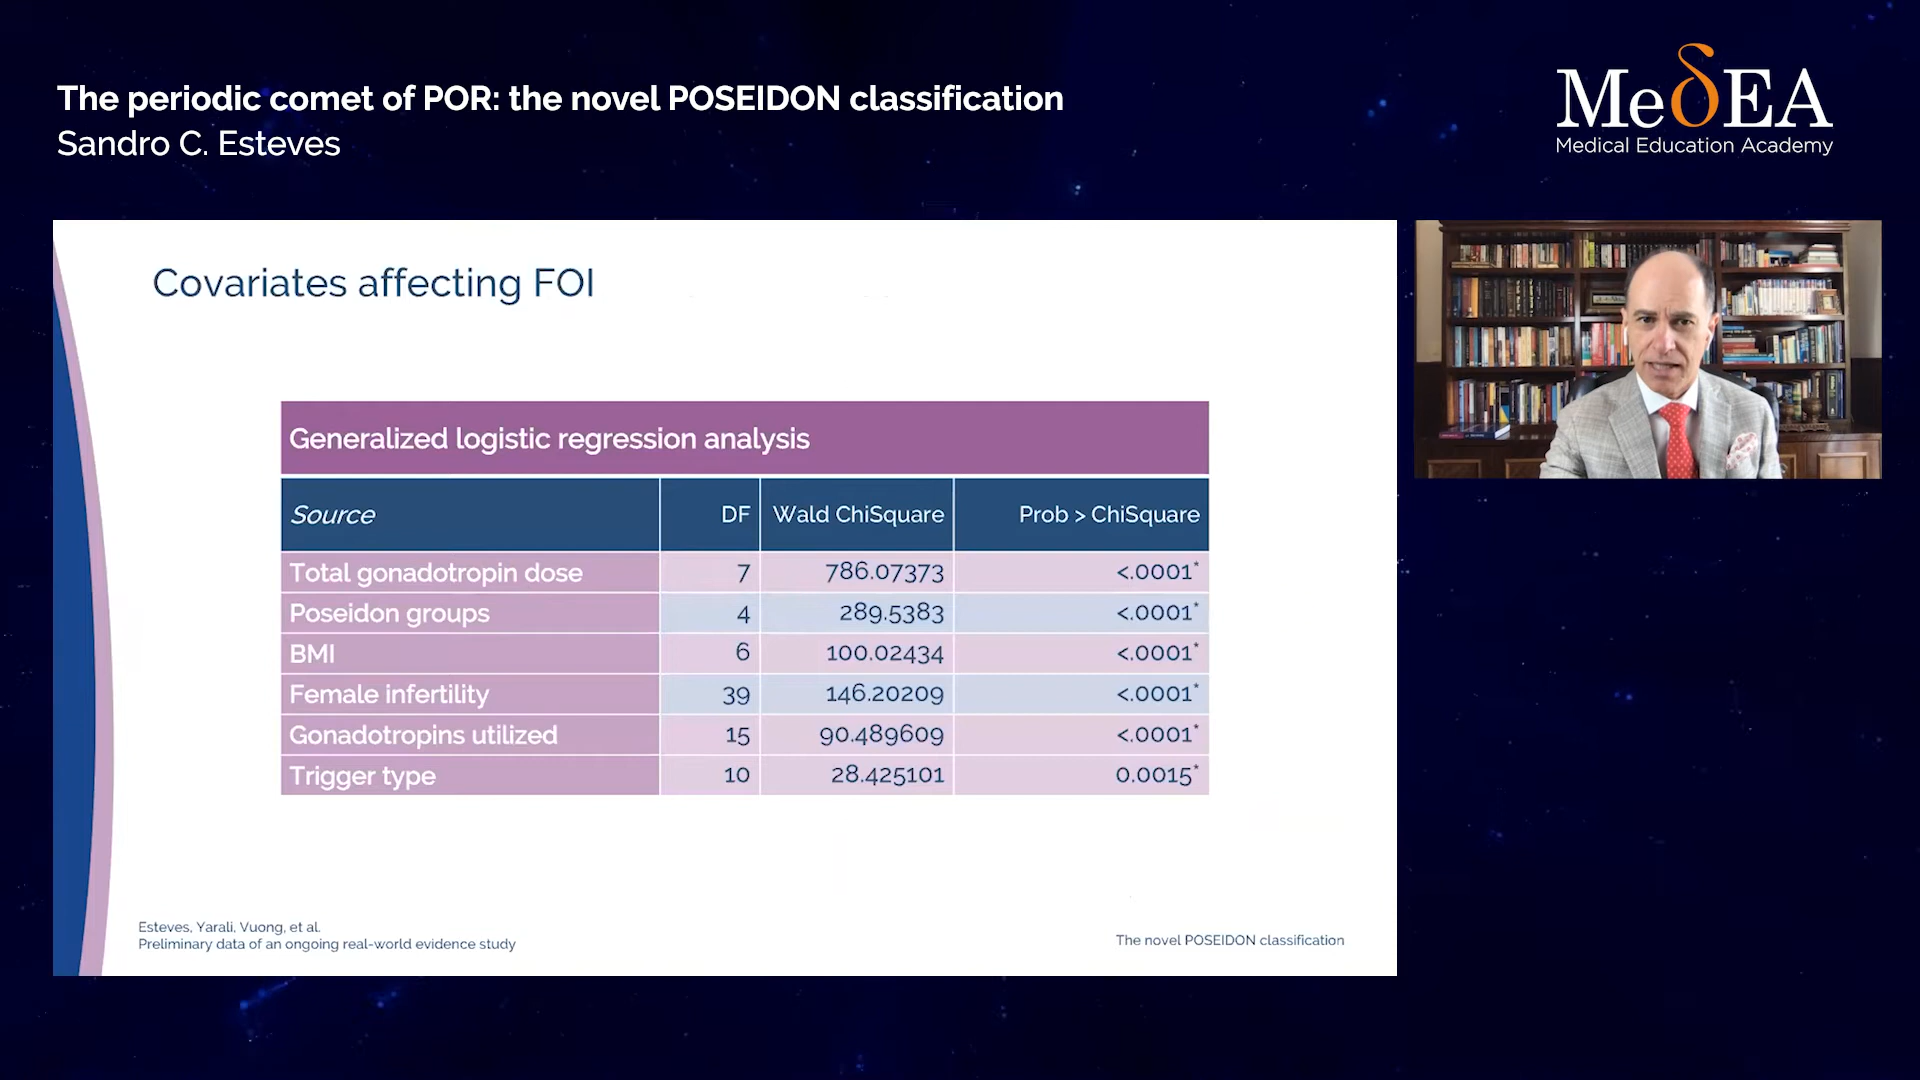 The periodic comet of POR: the novel POSEIDON classification
Sandro C. Esteves
MeδEA
Medical Education Academy
Covariates affecting FOI
Generalized logistic regression analysis
Source DF Wald ChiSquare Prob > ChiSquare
Total gonadotropin dose 7 786.07373 <.0001*
Poseidon groups 4 289.5383 <.0001*
BMI 6 100.02434 <.0001*
Female infertility 39 146.20209 <.0001*
Gonadotropins utilized 15 90.489609 <.0001*
Trigger type 10 28.425101 0.0015*
Esteves, Yarali, Vuong, et al.
Preliminary data of an ongoing real-world evidence study
The novel POSEIDON classification